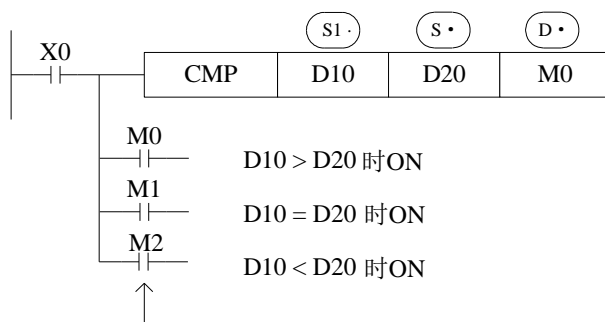 S1 · S • D •
X0
CMP D10 D20 M0
M0 D10 > D20 时ON
M1 D10 = D20 时ON
M2 D10 < D20 时ON